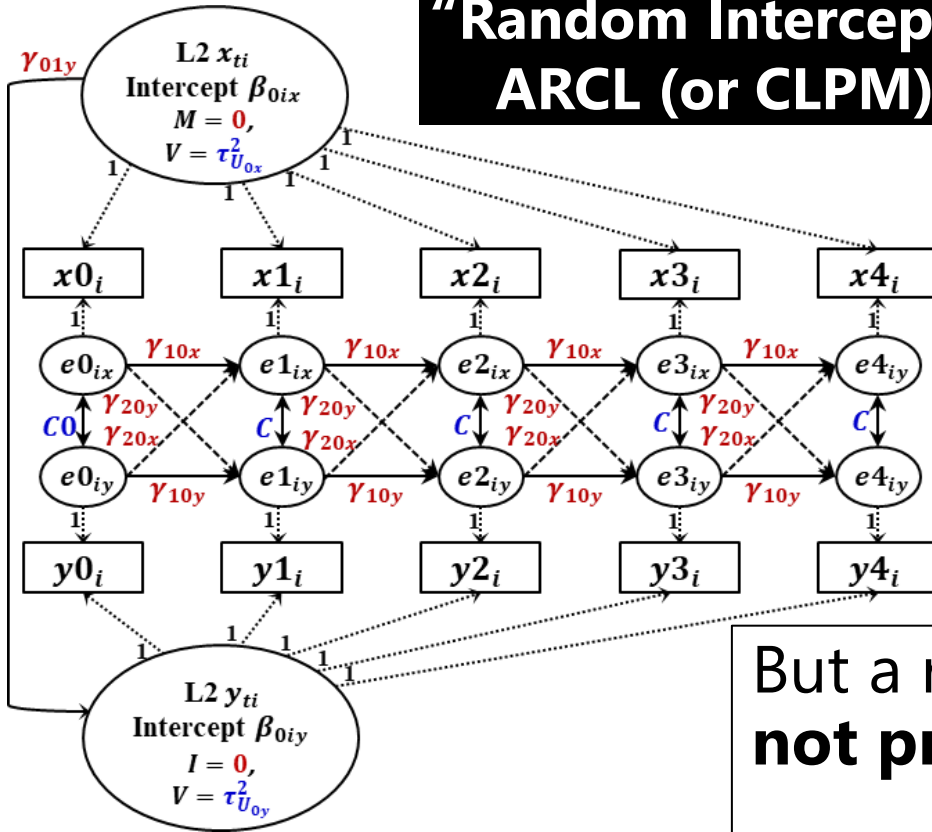 “Random Intercep
ARCL (or CLPM)
γ₀₁y
L2 xₜᵢ
Intercept β₀ᵢₓ
M = 0,
V = τ²_U₀ₓ
1 1 1 1 1
x0ᵢ x1ᵢ x2ᵢ x3ᵢ x4ᵢ
1 1 1 1 1
e0ᵢₓ γ₁₀ₓ e1ᵢₓ γ₁₀ₓ e2ᵢₓ γ₁₀ₓ e3ᵢₓ γ₁₀ₓ e4ᵢy
γ₂₀y γ₂₀y γ₂₀y γ₂₀y
C0 C C C C
γ₂₀ₓ γ₂₀ₓ γ₂₀ₓ γ₂₀ₓ
e0ᵢy γ₁₀y e1ᵢy γ₁₀y e2ᵢy γ₁₀y e3ᵢy γ₁₀y e4ᵢy
1 1 1 1 1
y0ᵢ y1ᵢ y2ᵢ y3ᵢ y4ᵢ
1 1 1 1 1
L2 yₜᵢ
Intercept β₀ᵢy
I = 0,
V = τ²_U₀y
But a
not pr